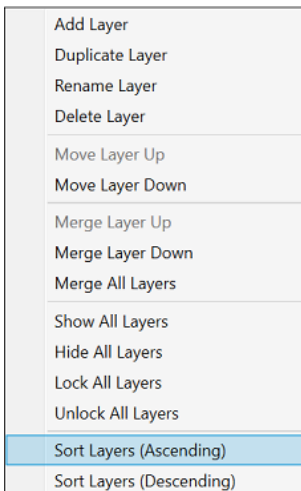 Add Layer
Duplicate Layer
Rename Layer
Delete Layer
Move Layer Up
Move Layer Down
Merge Layer Up
Merge Layer Down
Merge All Layers
Show All Layers
Hide All Layers
Lock All Layers
Unlock All Layers
Sort Layers (Ascending)
Sort Layers (Descending)